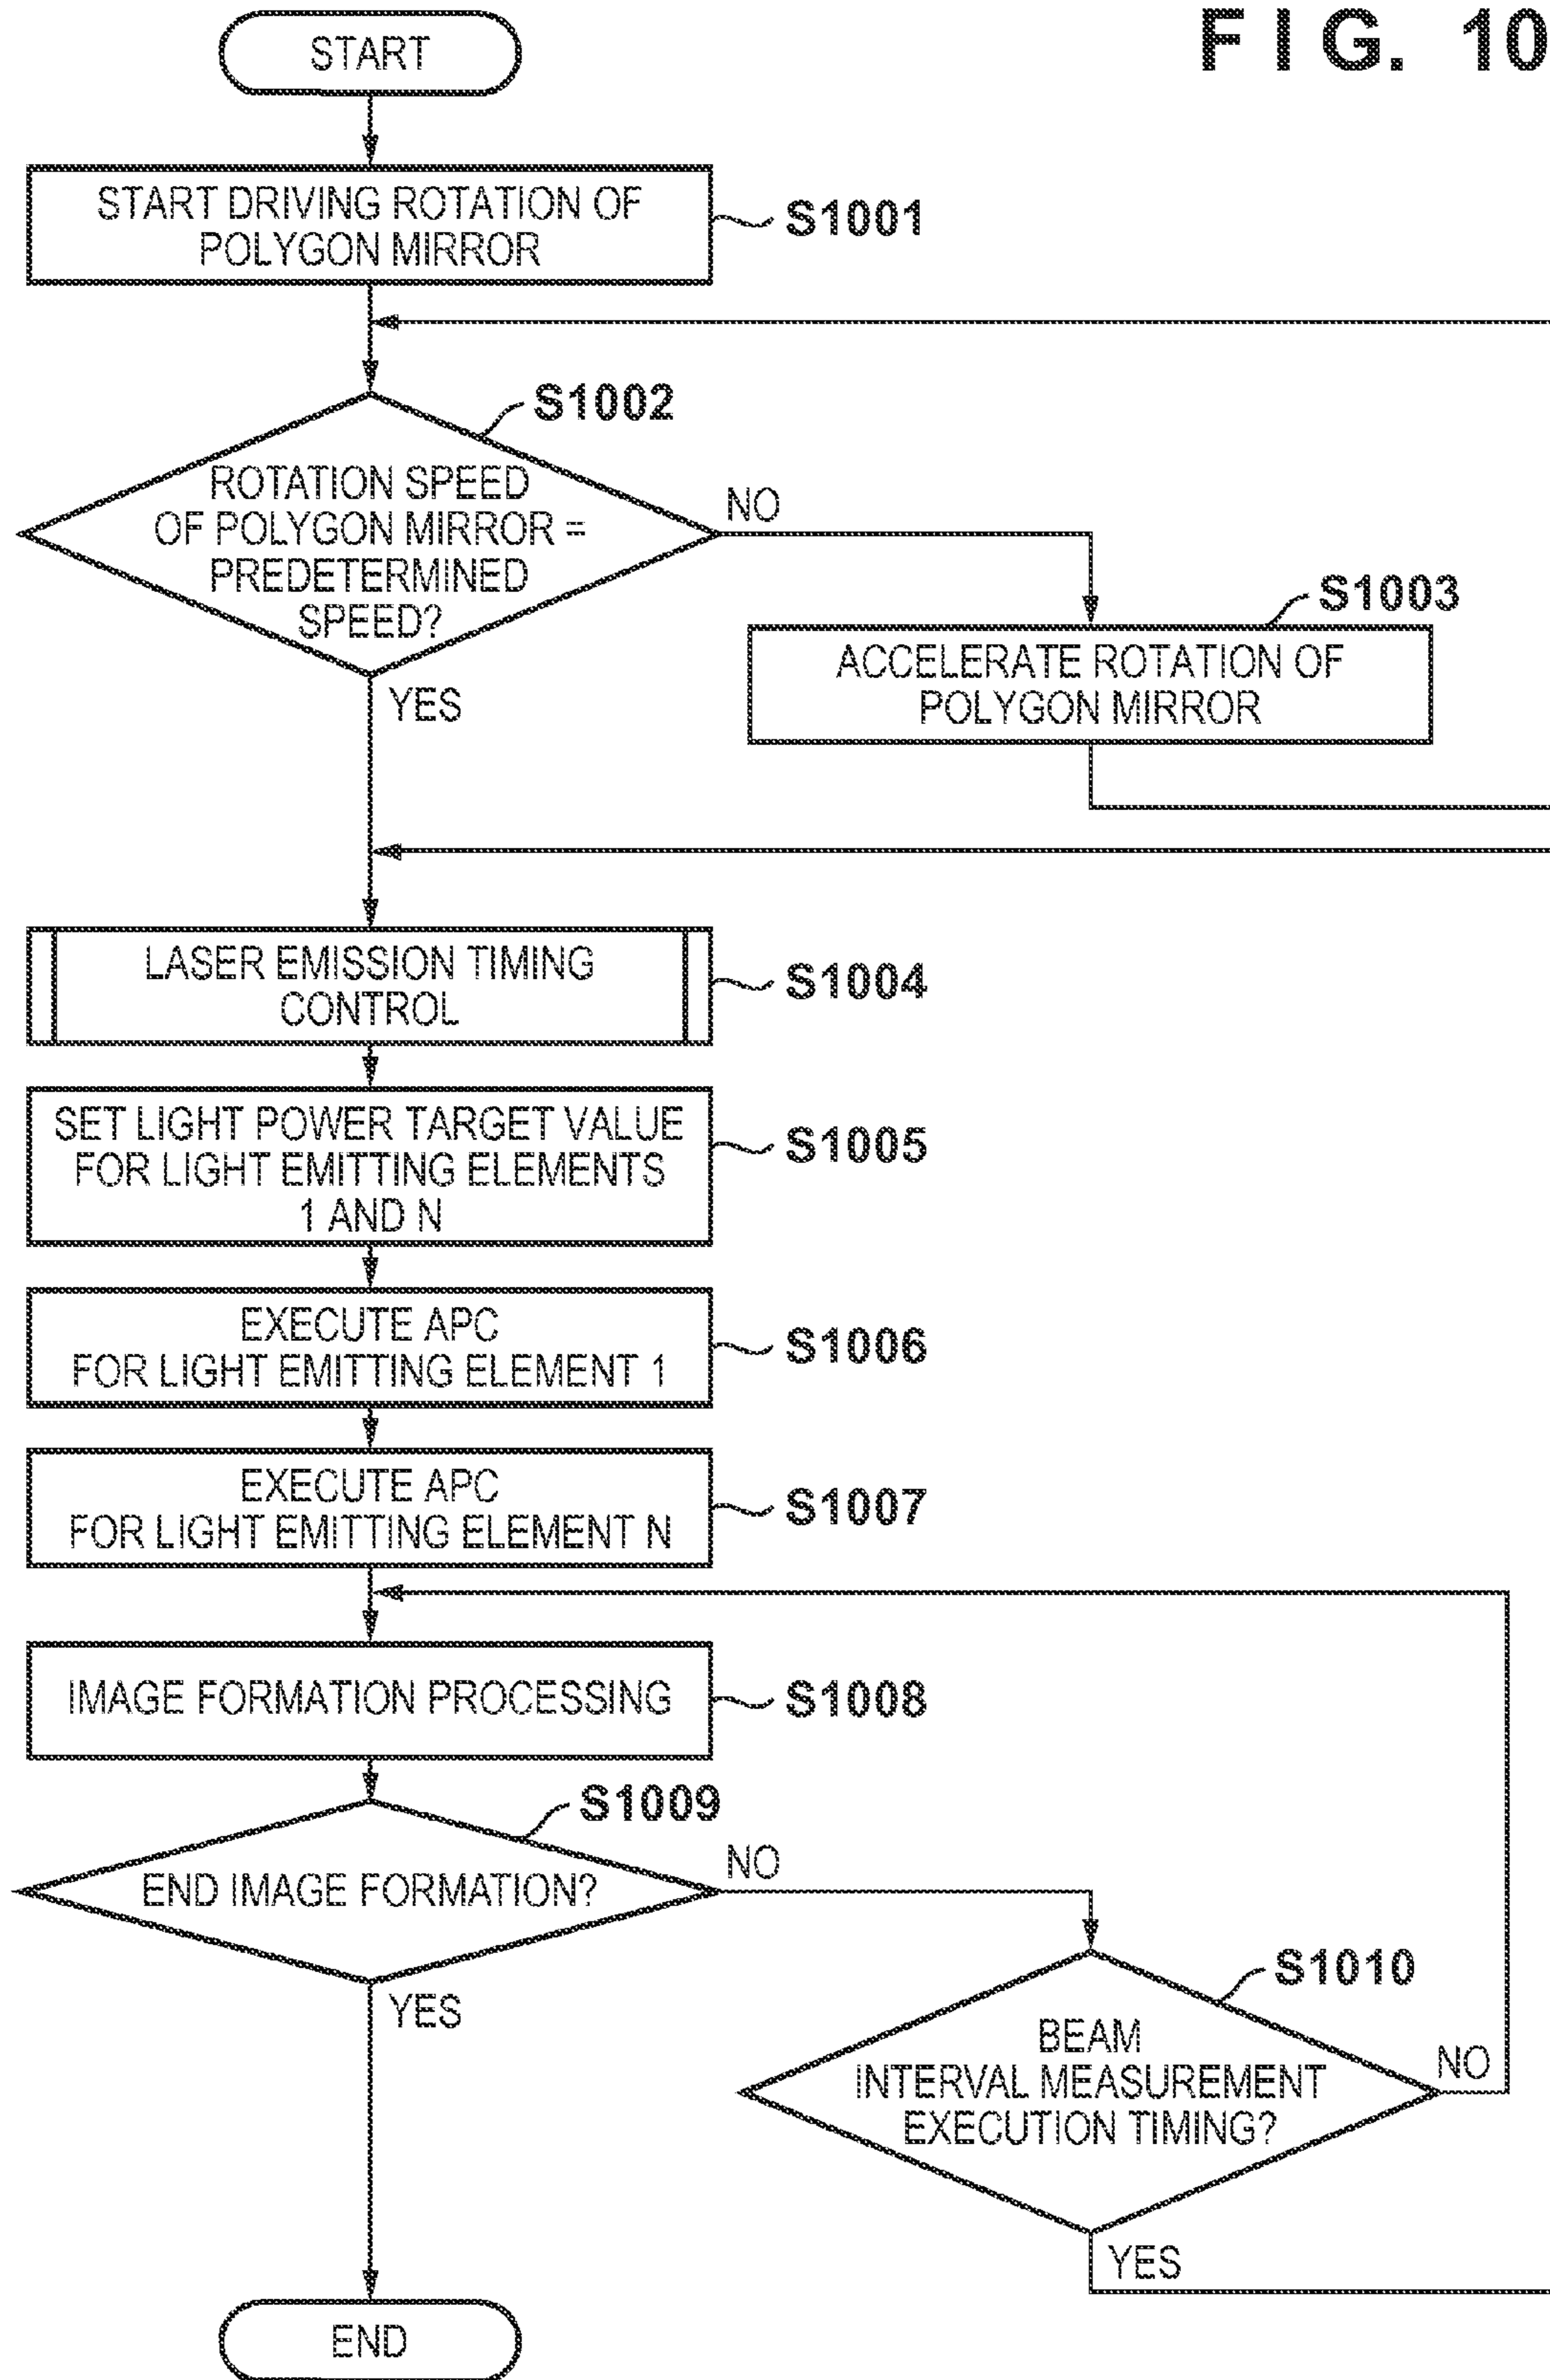 FIG. 10
START
START DRIVING ROTATION OF
POLYGON MIRROR
S1001
S1002
ROTATION SPEED
OF POLYGON MIRROR =
PREDETERMINED
SPEED?
NO
YES
S1003
ACCELERATE ROTATION OF
POLYGON MIRROR
LASER EMISSION TIMING
CONTROL
S1004
SET LIGHT POWER TARGET VALUE
FOR LIGHT EMITTING ELEMENTS
1 AND N
S1005
EXECUTE APC
FOR LIGHT EMITTING ELEMENT 1
S1006
EXECUTE APC
FOR LIGHT EMITTING ELEMENT N
S1007
IMAGE FORMATION PROCESSING
S1008
S1009
END IMAGE FORMATION?
NO
YES
S1010
BEAM
INTERVAL MEASUREMENT
EXECUTION TIMING?
NO
YES
END